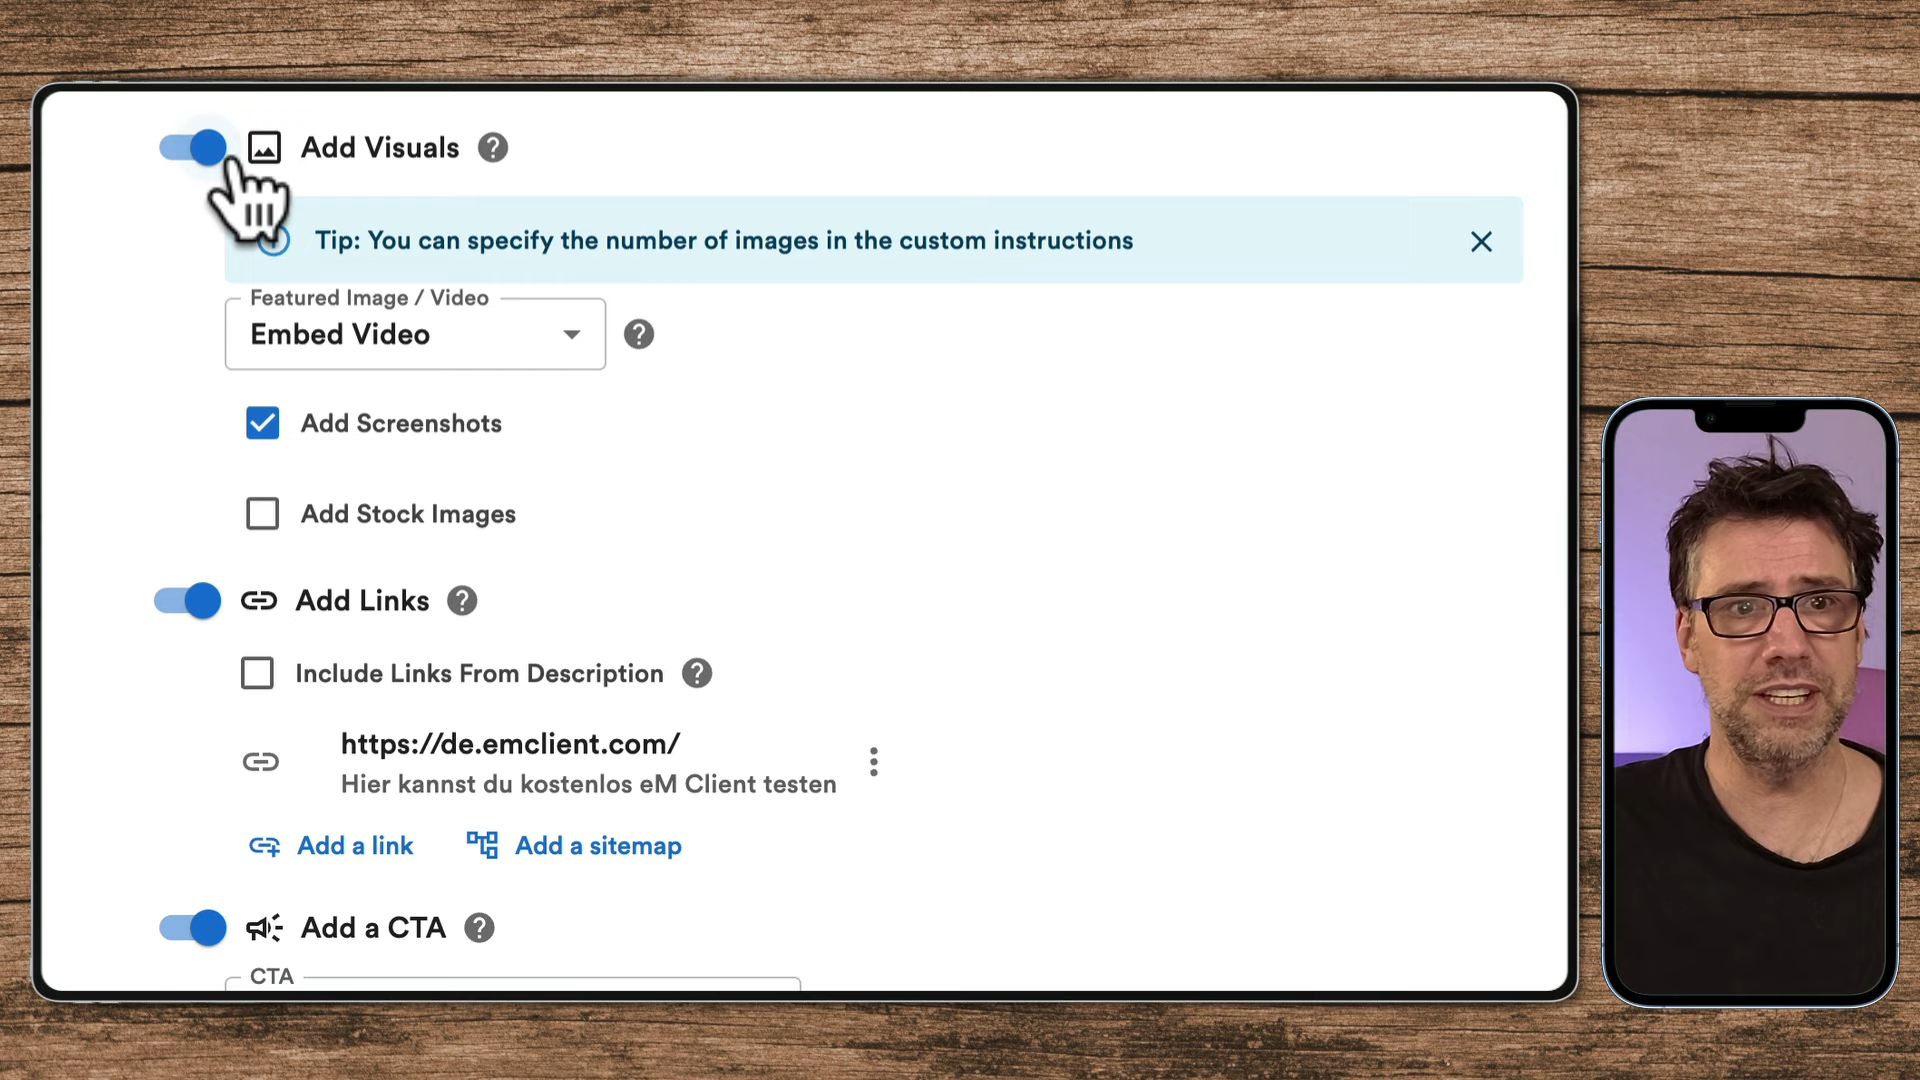 Add Visuals
Tip: You can specify the number of images in the custom instructions
Featured Image / Video
Embed Video
Add Screenshots
Add Stock Images
Add Links
Include Links From Description
https://de.emclient.com/
Hier kannst du kostenlos eM Client testen
Add a link
Add a sitemap
Add a CTA
CTA